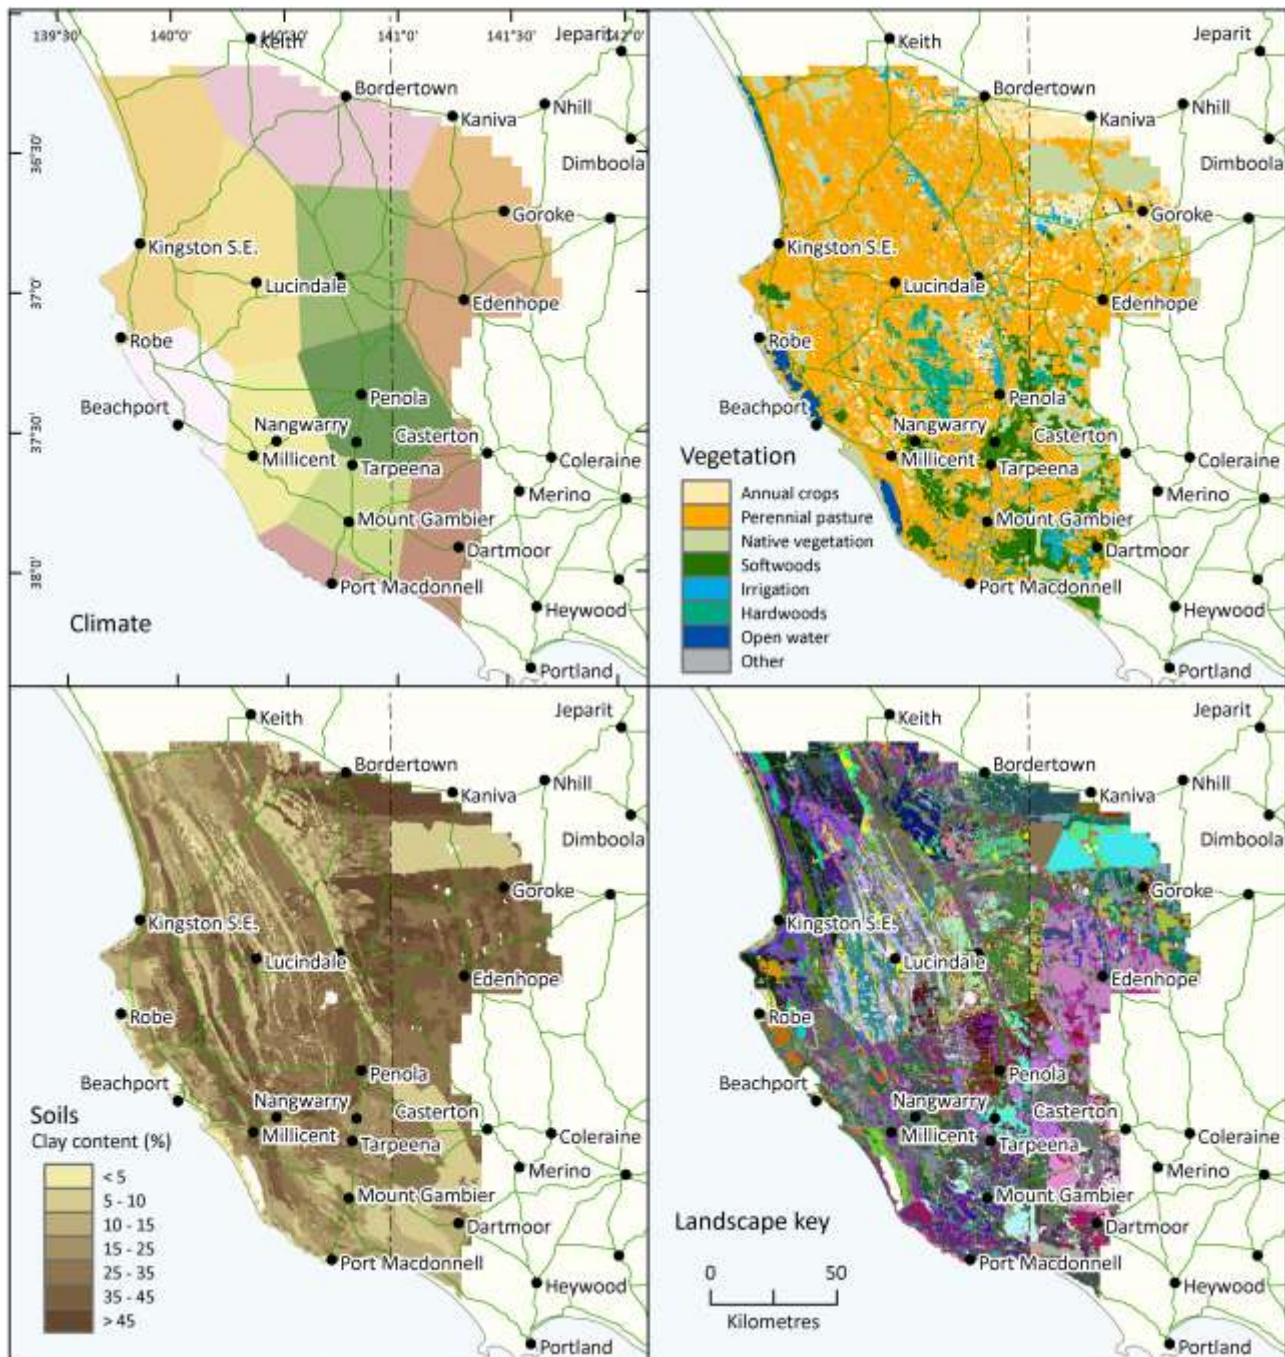 139°30'
140°0'
140°30'
141°0'
141°30'
142°0'
36°30'
37°0'
37°30'
38°0'
Keith
Jeparit
Bordertown
Kaniva
Nhill
Dimboola
Goroke
Kingston S.E.
Lucindale
Edenhope
Robe
Beachport
Penola
Nangwarry
Casterton
Millicent
Tarpeena
Coleraine
Merino
Mount Gambier
Dartmoor
Port Macdonnell
Heywood
Portland
Climate
Keith
Jeparit
Bordertown
Kaniva
Nhill
Dimboola
Goroke
Kingston S.E.
Lucindale
Edenhope
Robe
Beachport
Penola
Nangwarry
Casterton
Millicent
Tarpeena
Coleraine
Merino
Mount Gambier
Dartmoor
Port Macdonnell
Heywood
Portland
Vegetation
Annual crops
Perennial pasture
Native vegetation
Softwoods
Irrigation
Hardwoods
Open water
Other
Keith
Jeparit
Bordertown
Kaniva
Nhill
Dimboola
Goroke
Kingston S.E.
Lucindale
Edenhope
Robe
Beachport
Penola
Nangwarry
Casterton
Millicent
Tarpeena
Coleraine
Merino
Mount Gambier
Dartmoor
Port Macdonnell
Heywood
Portland
Soils
Clay content (%)
< 5
5 - 10
10 - 15
15 - 25
25 - 35
35 - 45
> 45
Keith
Jeparit
Bordertown
Kaniva
Nhill
Dimboola
Goroke
Kingston S.E.
Lucindale
Edenhope
Robe
Beachport
Penola
Nangwarry
Casterton
Millicent
Tarpeena
Coleraine
Merino
Mount Gambier
Dartmoor
Port Macdonnell
Heywood
Portland
Landscape key
0 50
Kilometres